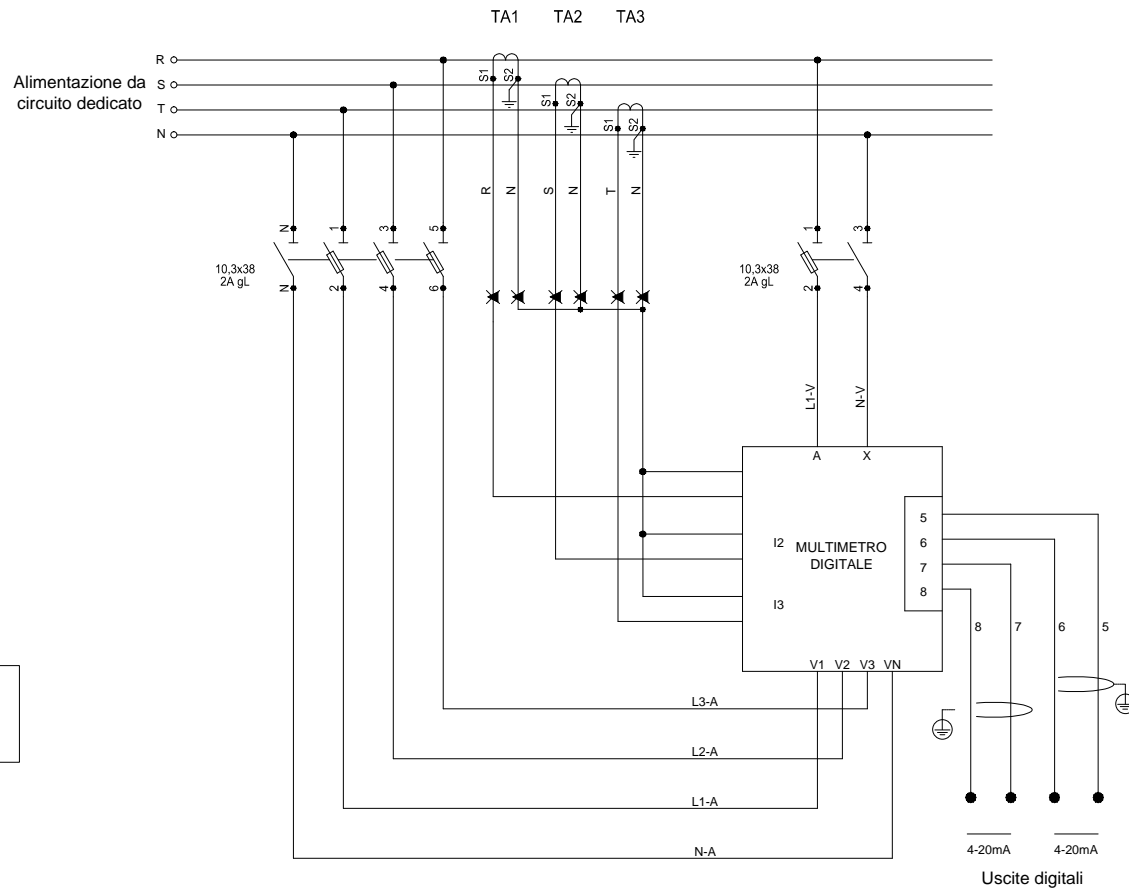 TA1 TA2 TA3
R
S
T
N
Alimentazione da
circuito dedicato
S1 S2
S1 S2
S1 S2
R N S N T N
N 1 3 5
10,3x38
2A gL
N 2 4 6
1 3
10,3x38
2A gL
2 4
L1-V N-V
A X
I2
MULTIMETRO
DIGITALE
I3
5
6
7
8
8 7 6 5
V1 V2 V3 VN
L3-A
L2-A
L1-A
N-A
4-20mA 4-20mA
Uscite digitali